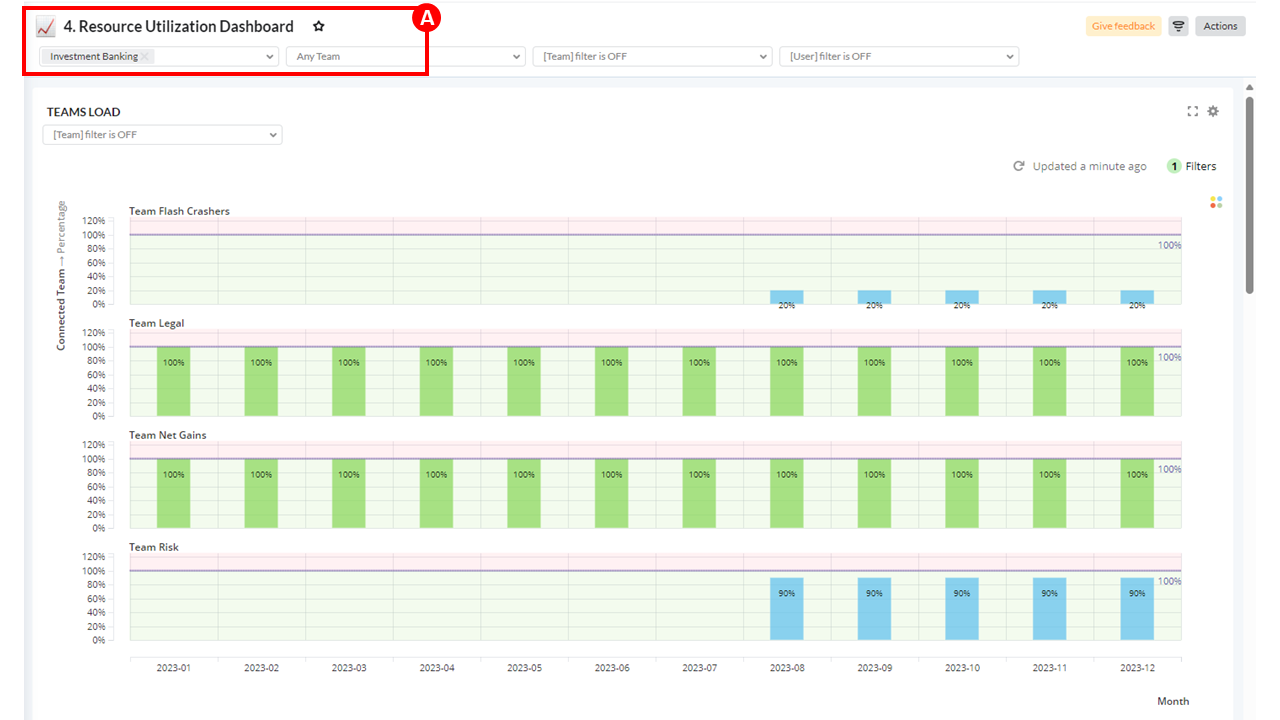 4. Resource Utilization Dashboard
A
Give feedback
Actions
Investment Banking
Any Team
[Team] filter is OFF
[User] filter is OFF
TEAMS LOAD
[Team] filter is OFF
Updated a minute ago
1 Filters
Connected Team → Percentage
Team Flash Crashers
120%
100%
80%
60%
40%
20%
0%
100%
20% 20% 20% 20% 20%
Team Legal
120%
100%
80%
60%
40%
20%
0%
100%
100% 100% 100% 100% 100% 100% 100% 100% 100% 100% 100% 100%
Team Net Gains
120%
100%
80%
60%
40%
20%
0%
100%
100% 100% 100% 100% 100% 100% 100% 100% 100% 100% 100% 100%
Team Risk
120%
100%
80%
60%
40%
20%
0%
100%
90% 90% 90% 90% 90%
2023-01 2023-02 2023-03 2023-04 2023-05 2023-06 2023-07 2023-08 2023-09 2023-10 2023-11 2023-12
Month